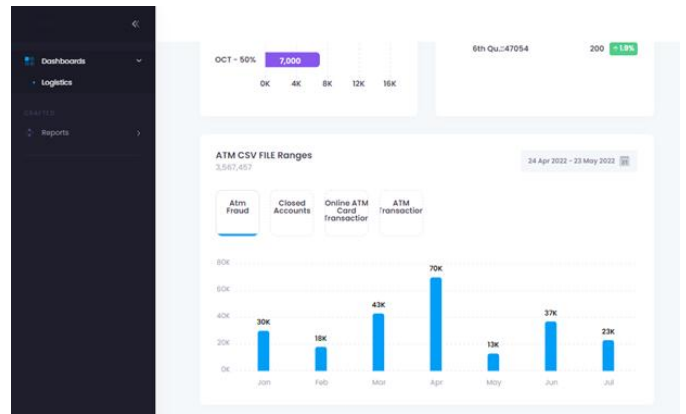 Dashboards
Logistics
CRAFTED
Reports
OCT - 50%
7,000
0K 4K 8K 12K 16K
6th Qu..::47054
200
1.9%
ATM CSV FILE Ranges
3,567,457
24 Apr 2022 - 23 May 2022
Atm
Fraud
Closed
Accounts
Online ATM
Card
Transaction
ATM
Transaction
80K
60K
40K
20K
0K
30K
18K
43K
70K
13K
37K
23K
Jan Feb Mar Apr May Jun Jul